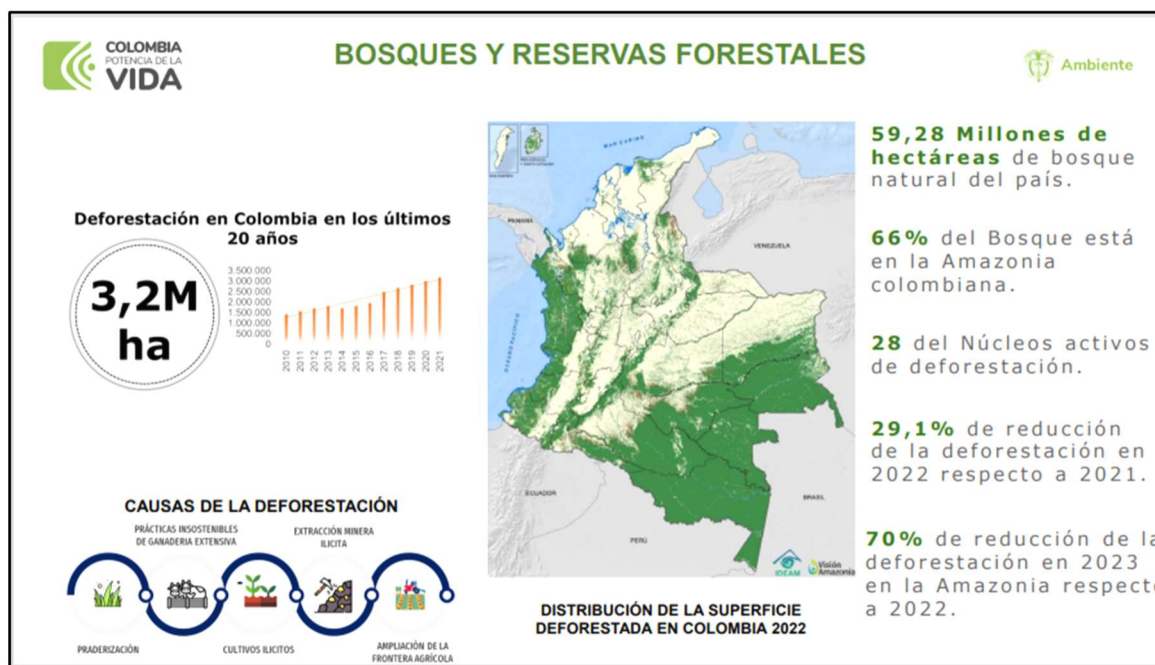 COLOMBIA
POTENCIA DE LA
VIDA
BOSQUES Y RESERVAS FORESTALES
Ambiente
Deforestación en Colombia en los últimos
20 años
3,2M
ha
3.500.000
3.000.000
2.500.000
2.000.000
1.500.000
1.000.000
500.000
0
2010
2011
2012
2013
2014
2015
2016
2017
2018
2019
2020
2021
CAUSAS DE LA DEFORESTACIÓN
PRÁCTICAS INSOSTENIBLES
DE GANADERIA EXTENSIVA
EXTRACCIÓN MINERA
ILICITA
PRADERIZACIÓN
CULTIVOS ILICITOS
AMPLIACIÓN DE LA
FRONTERA AGRÍCOLA
MAR CARIBE
PANAMÁ
VENEZUELA
OCEANO PACIFICO
ECUADOR
PERÚ
BRASIL
IDEAM
Visión
Amazonía
DISTRIBUCIÓN DE LA SUPERFICIE
DEFORESTADA EN COLOMBIA 2022
59,28 Millones de
hectáreas de bosque
natural del país.
66% del Bosque está
en la Amazonia
colombiana.
28 del Núcleos activos
de deforestación.
29,1% de reducción
de la deforestación en
2022 respecto a 2021.
70% de reducción de la
deforestación en 2023
en la Amazonia respecto
a 2022.